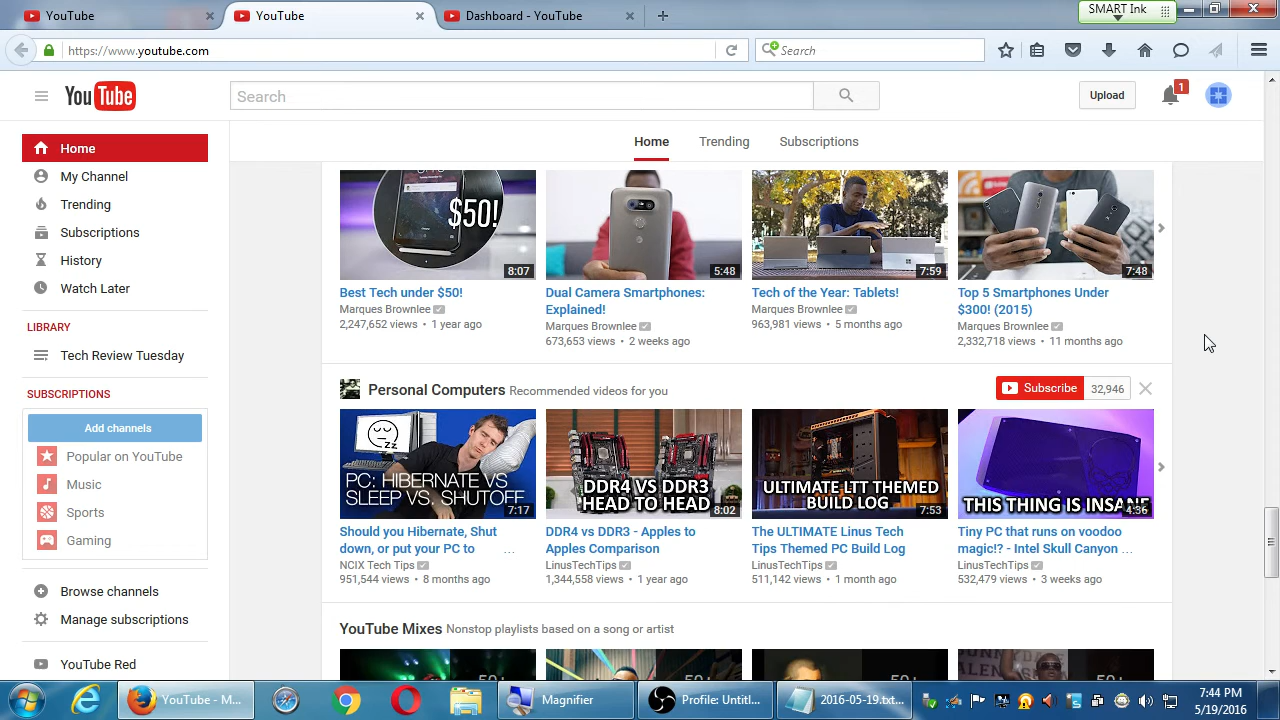 YouTube
YouTube
Dashboard - YouTube
SMART Ink
https://www.youtube.com
Search
YouTube
Search
Upload
1
Home
Trending
Subscriptions
Home
My Channel
Trending
Subscriptions
History
Watch Later
LIBRARY
Tech Review Tuesday
SUBSCRIPTIONS
Add channels
Popular on YouTube
Music
Sports
Gaming
Browse channels
Manage subscriptions
YouTube Red
$50!
8:07
5:48
7:59
7:48
Best Tech under $50!
Marques Brownlee
2,247,652 views • 1 year ago
Dual Camera Smartphones:
Explained!
Marques Brownlee
673,653 views • 2 weeks ago
Tech of the Year: Tablets!
Marques Brownlee
963,981 views • 5 months ago
Top 5 Smartphones Under
$300! (2015)
Marques Brownlee
2,332,718 views • 11 months ago
Personal Computers Recommended videos for you
Subscribe 32,946
zz
PC: HIBERNATE VS
SLEEP VS. SHUTOFF
7:17
DDR4 VS DDR3
HEAD TO HEAD
8:02
ULTIMATE LTT THEMED
BUILD LOG
7:53
THIS THING IS INSANE
4:36
Should you Hibernate, Shut
down, or put your PC to ...
NCIX Tech Tips
951,544 views • 8 months ago
DDR4 vs DDR3 - Apples to
Apples Comparison
LinusTechTips
1,344,558 views • 1 year ago
The ULTIMATE Linus Tech
Tips Themed PC Build Log
LinusTechTips
511,142 views • 1 month ago
Tiny PC that runs on voodoo
magic!? - Intel Skull Canyon ...
LinusTechTips
532,479 views • 3 weeks ago
YouTube Mixes Nonstop playlists based on a song or artist
YouTube - M...
Magnifier
Profile: Untitl...
2016-05-19.txt...
7:44 PM
5/19/2016